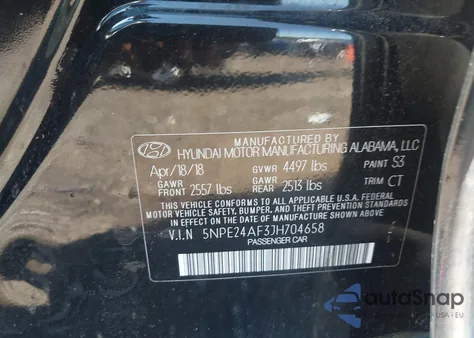 MANUFACTURED BY
HYUNDAI MOTOR MANUFACTURING ALABAMA, LLC
Apr/18/18 GVWR 4497 lbs PAINT S3
GAWR FRONT 2557 lbs GAWR REAR 2513 lbs TRIM CT
THIS VEHICLE CONFORMS TO ALL APPLICABLE U.S.A. FEDERAL
MOTOR VEHICLE SAFETY, BUMPER, AND THEFT PREVENTION STANDARDS
IN EFFECT ON THE DATE OF MANUFACTURE SHOWN ABOVE.
V.I.N 5NPE24AF3JH704658
PASSENGER CAR
autoSnap
USA - EU